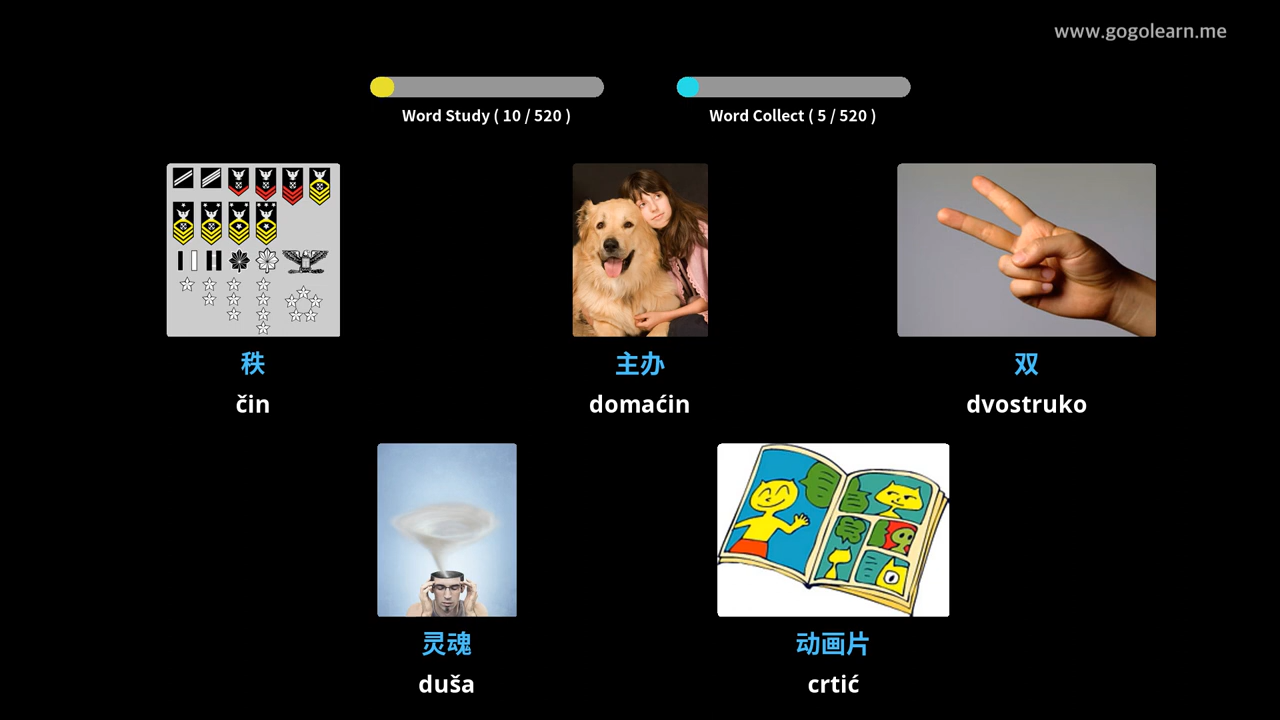 www.gogolearn.me
Word Study ( 10 / 520 )
Word Collect ( 5 / 520 )
秩
čin
主办
domaćin
双
dvostruko
灵魂
duša
动画片
crtić